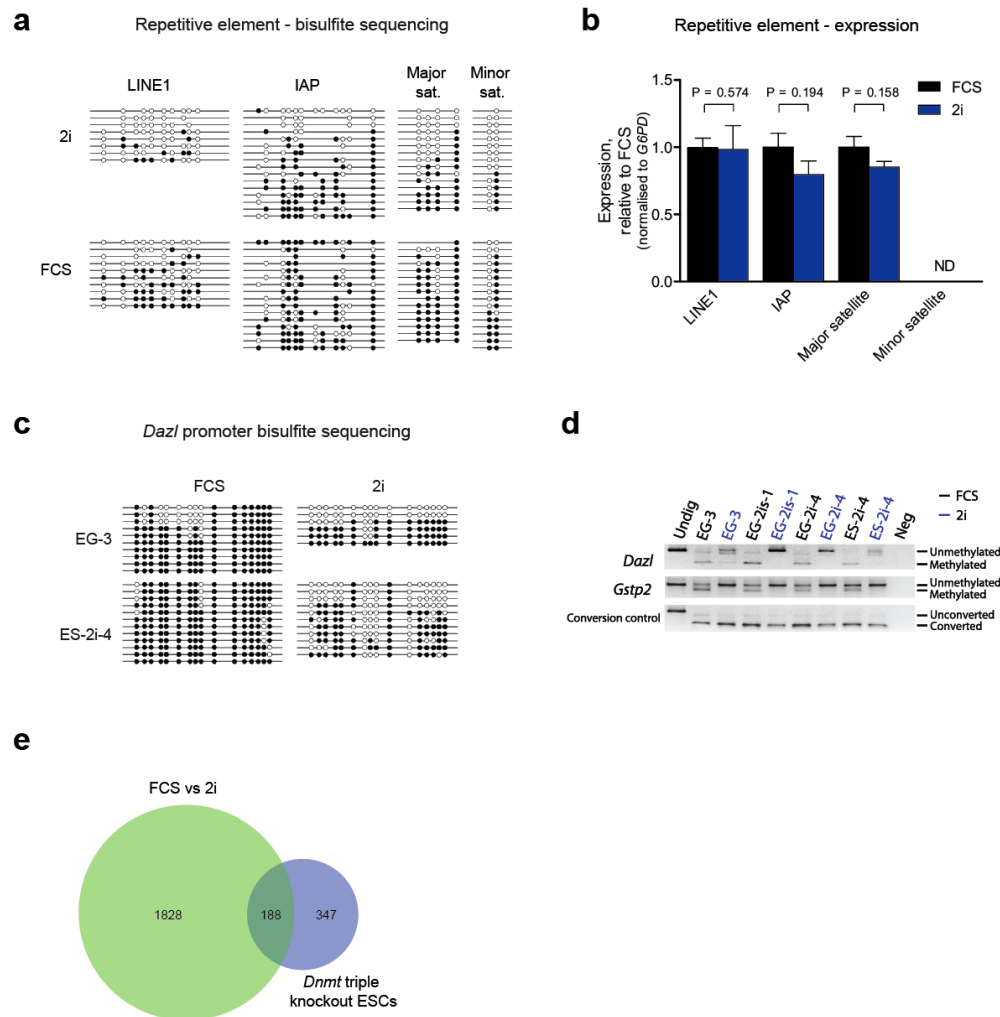 a
Repetitive element - bisulfite sequencing
LINE1
IAP
Major
sat.
Minor
sat.
2i
FCS
b
Repetitive element - expression
FCS
2i
P = 0.574
P = 0.194
P = 0.158
Expression,
relative to FCS
(normalised to G6PD)
1.5
1.0
0.5
0.0
ND
LINE1
IAP
Major satellite
Minor satellite
c
Dazl promoter bisulfite sequencing
FCS
2i
EG-3
ES-2i-4
d
Undig
EG-3
EG-3
EG-2is-1
EG-2is-1
EG-2i-4
EG-2i-4
ES-2i-4
ES-2i-4
Neg
FCS
2i
Dazl
Unmethylated
Methylated
Gstp2
Unmethylated
Methylated
Conversion control
Unconverted
Converted
e
FCS vs 2i
1828
188
347
Dnmt triple
knockout ESCs